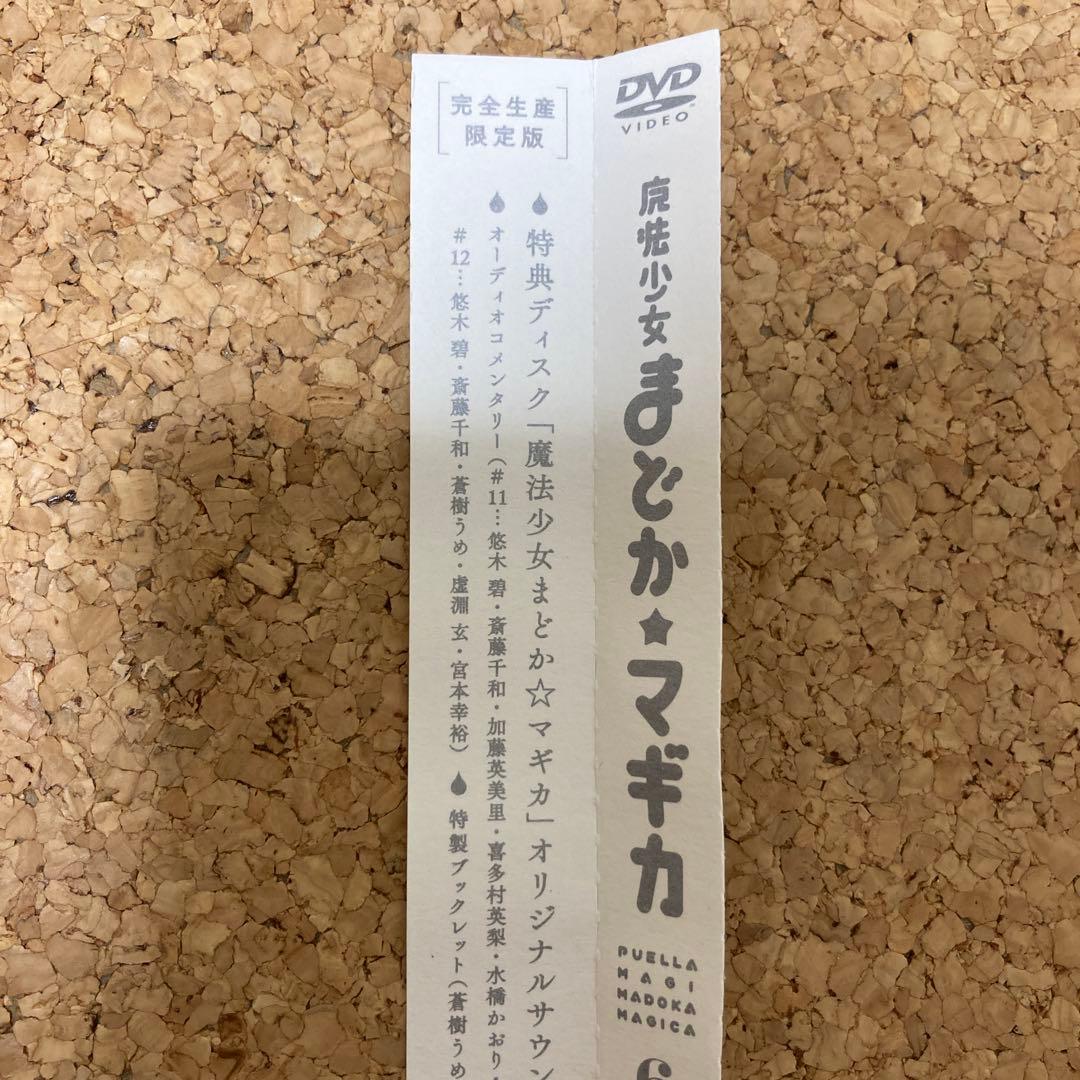 DVD
VIDEO
魔法少女
まどか★マギカ
PUELLA
MAGI
MADOKA
MAGICA
6
完全生産
限定版
特典ディスク「魔法少女まどか☆マギカ」オリジナルサウン
オーディオコメンタリー(#11…悠木 碧・斎藤千和・加藤英美里・喜多村英梨・水橋かおり・
#12…悠木 碧・斎藤千和・蒼樹うめ・虚淵 玄・宮本幸裕) 特製ブックレット(蒼樹うめ